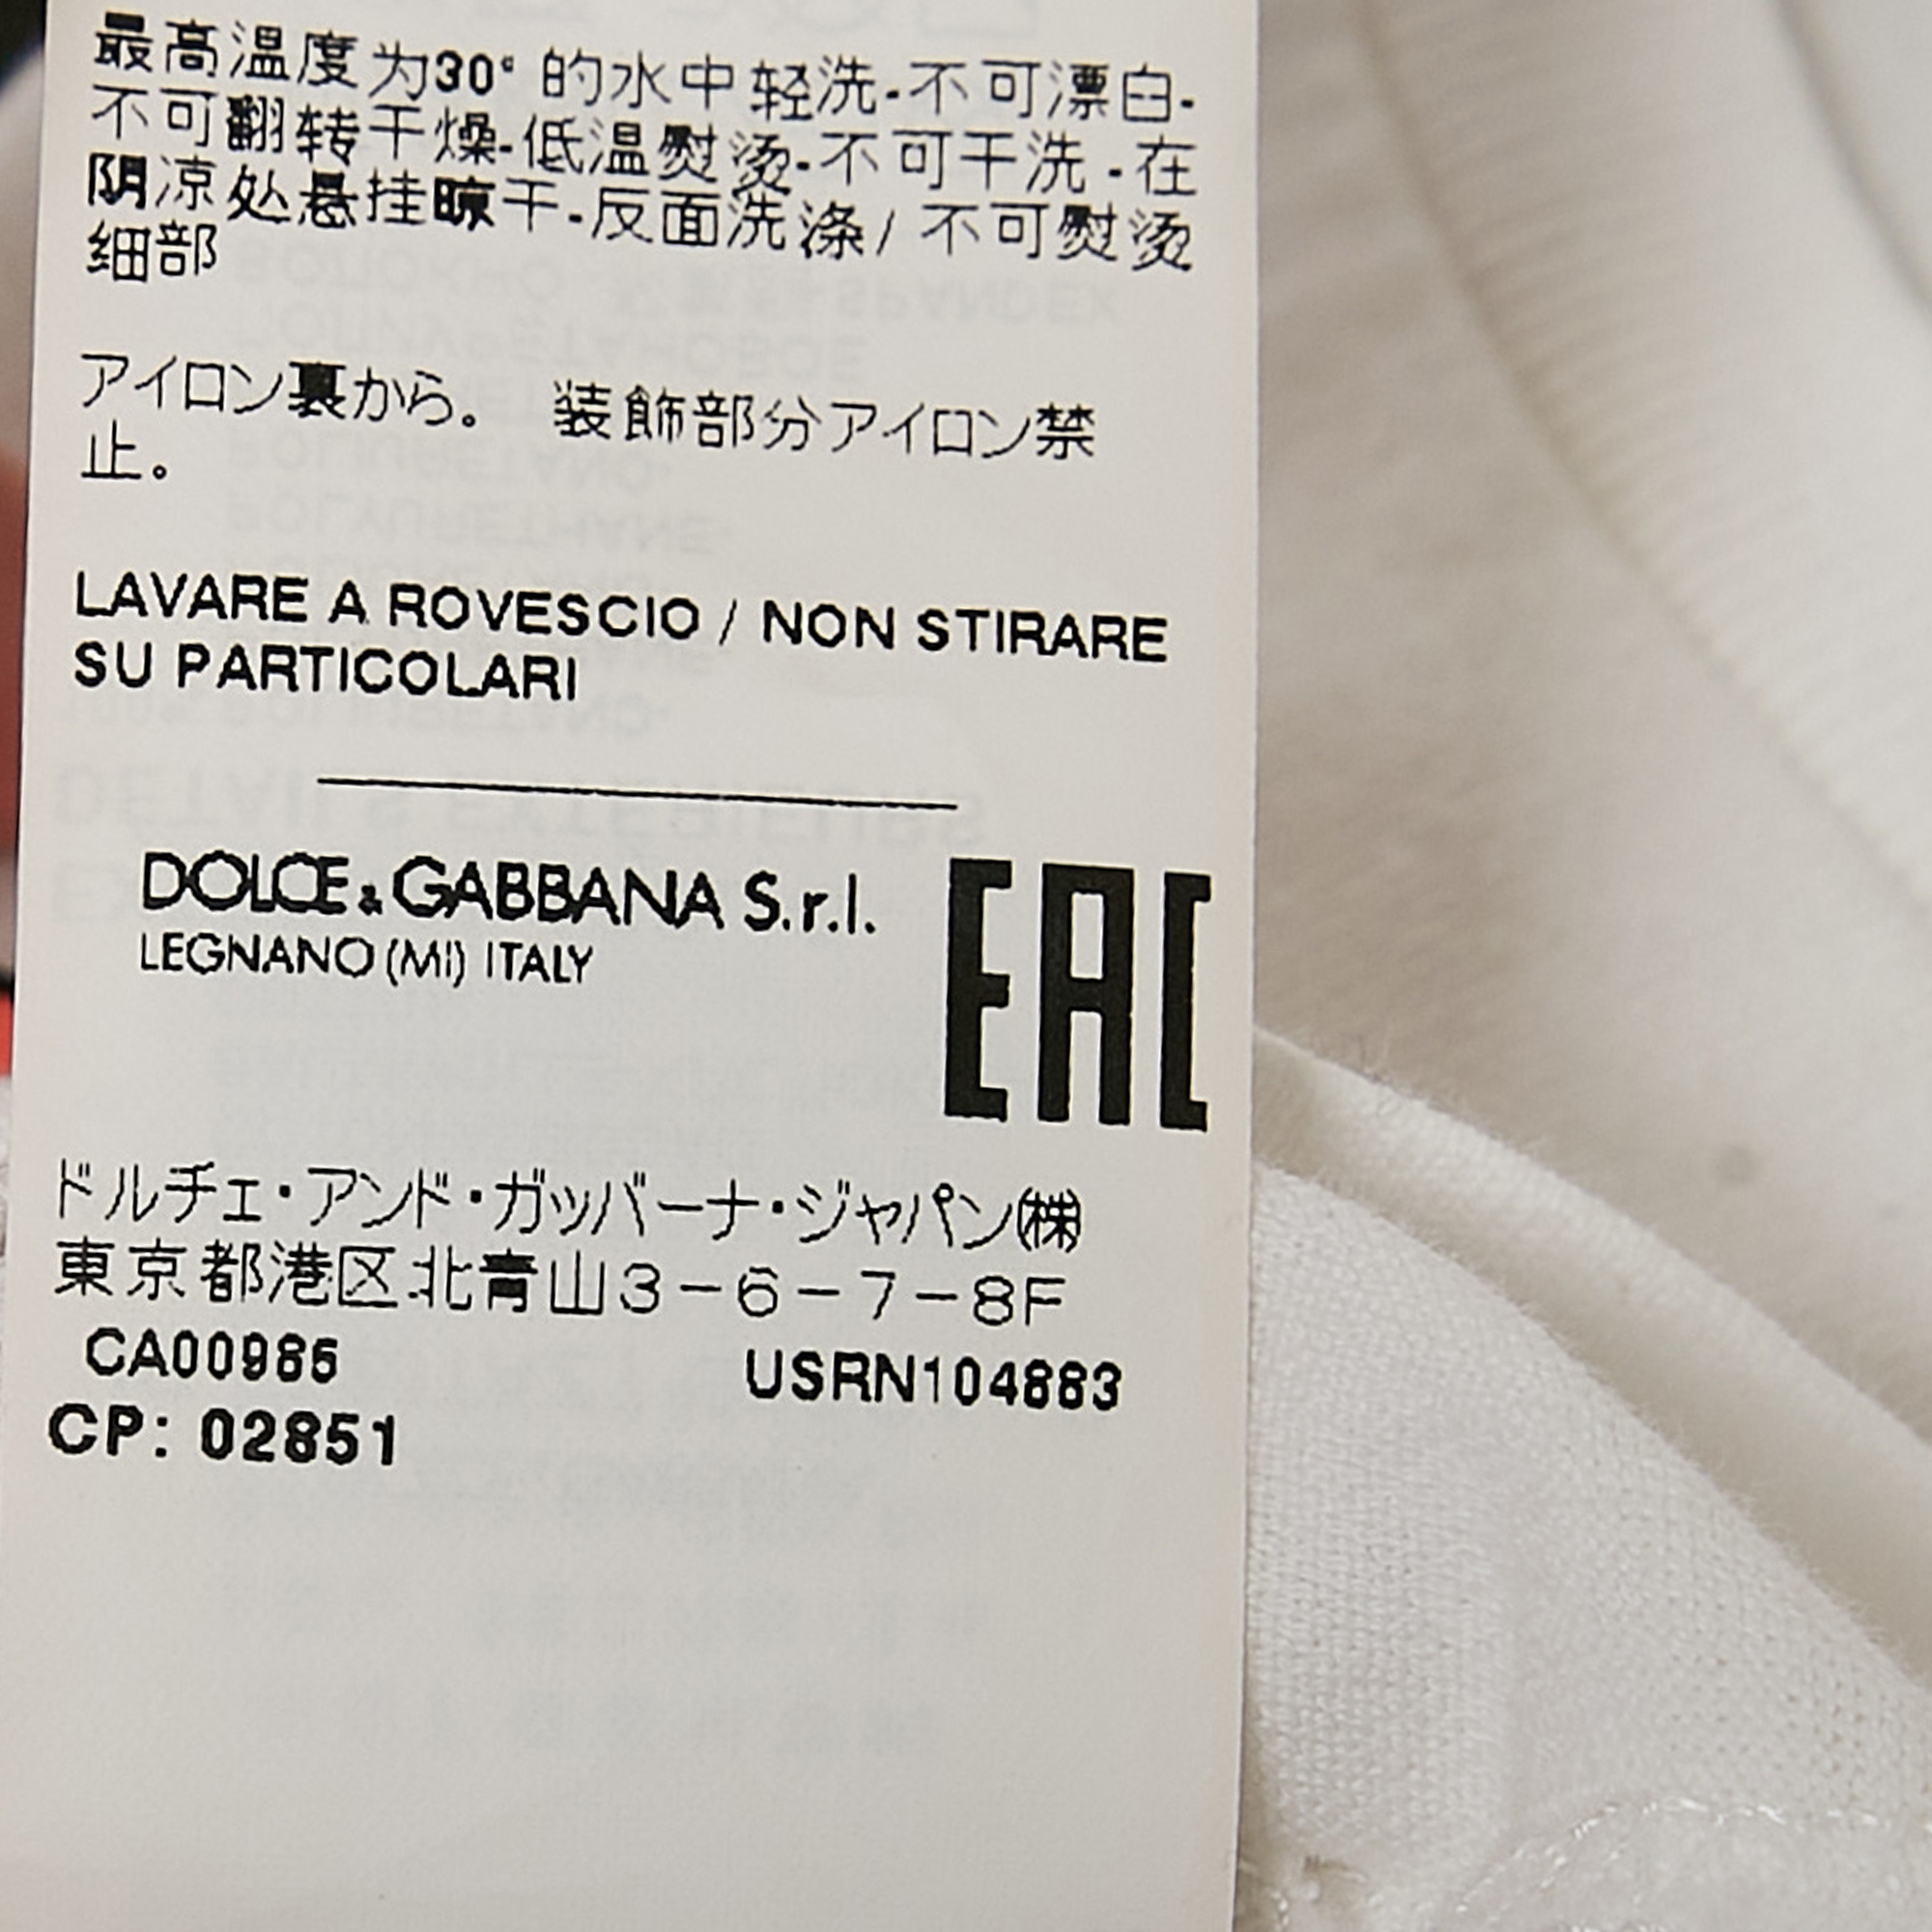 最高温度为30° 的水中轻洗-不可漂白-
不可翻转干燥-低温熨烫-不可干洗-在
阴凉处悬挂晾干-反面洗涤/ 不可熨烫
细部
アイロン裏から。 装飾部分アイロン禁
止。
LAVARE A ROVESCIO / NON STIRARE
SU PARTICOLARI
DOLCE & GABBANA S.r.l.
LEGNANO (MI) ITALY
EAC
ドルチェ・アンド・ガッバーナ・ジャパン㈱
東京都港区北青山3-6-7-8F
CA00985 USRN104883
CP: 02851